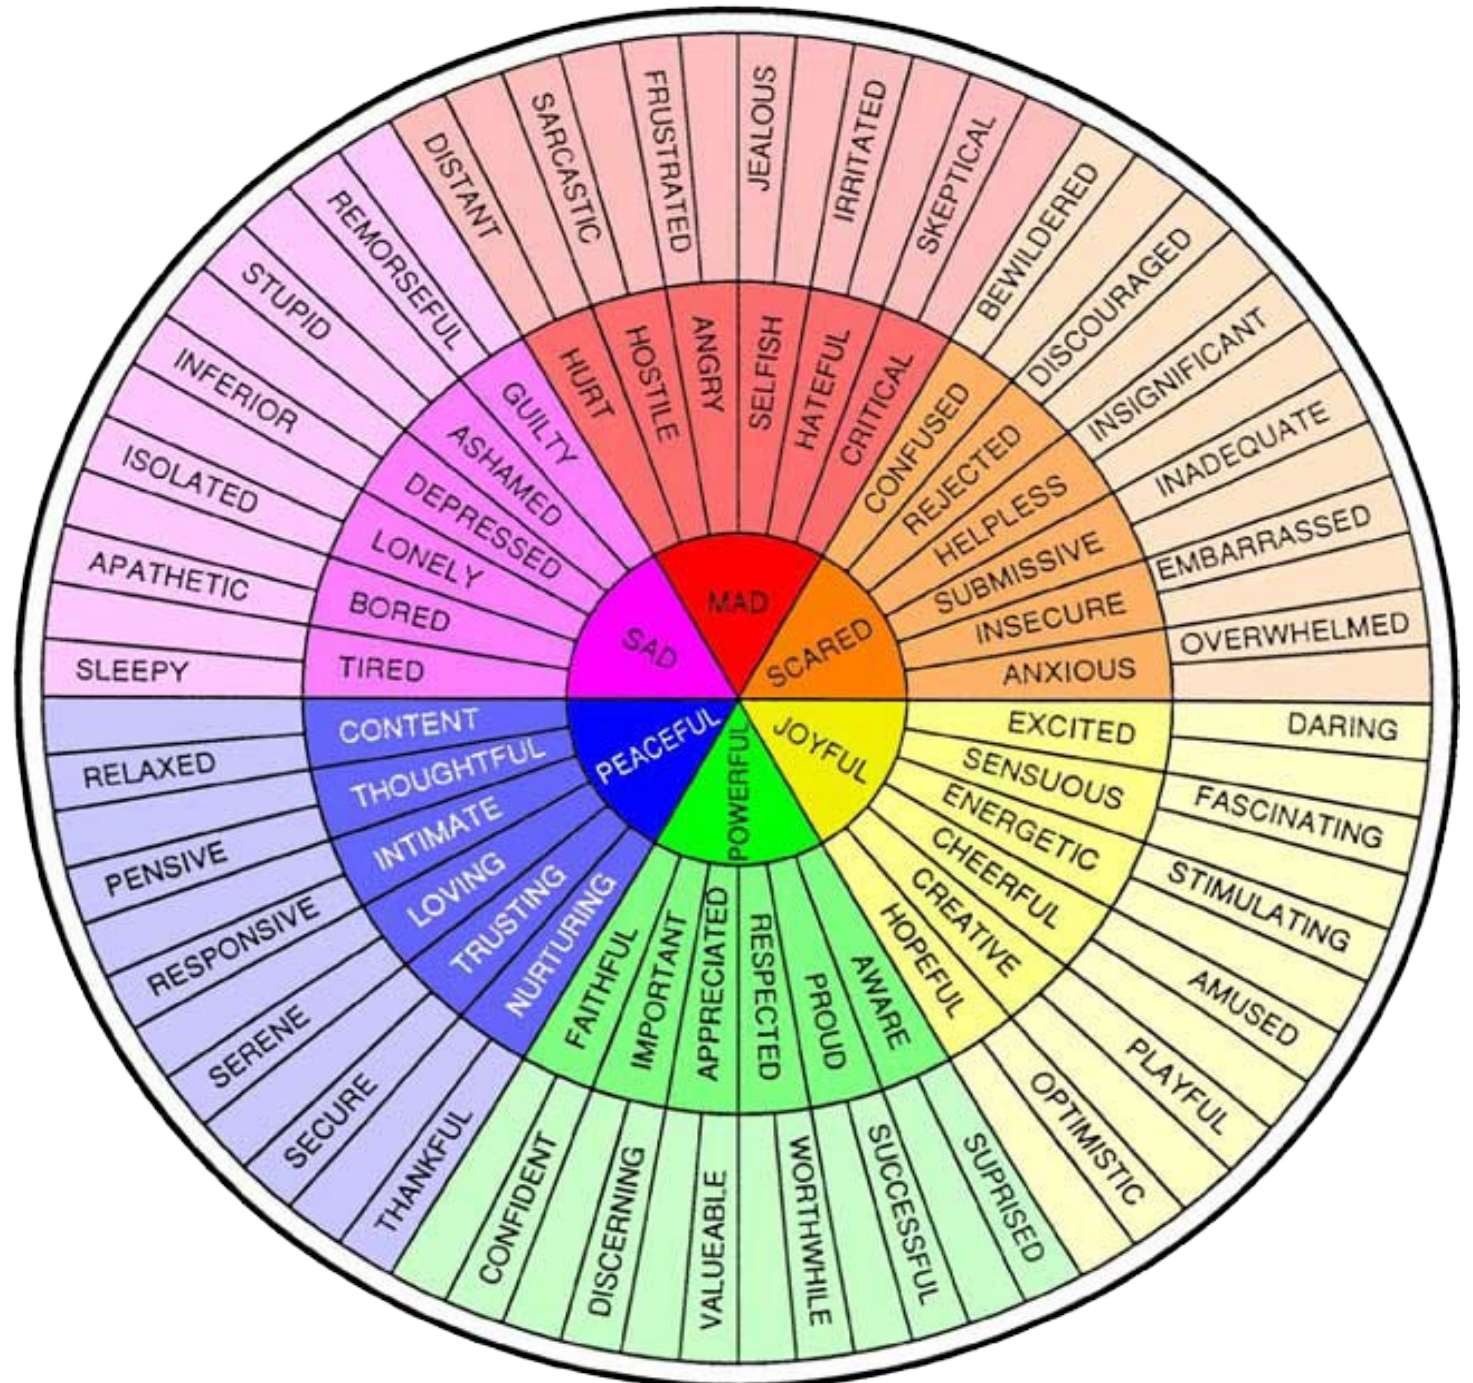 MAD
SCARED
JOYFUL
POWERFUL
PEACEFUL
SAD
HURT
HOSTILE
ANGRY
SELFISH
HATEFUL
CRITICAL
CONFUSED
REJECTED
HELPLESS
SUBMISSIVE
INSECURE
ANXIOUS
EXCITED
SENSUOUS
ENERGETIC
CHEERFUL
CREATIVE
HOPEFUL
AWARE
PROUD
RESPECTED
APPRECIATED
IMPORTANT
FAITHFUL
NURTURING
TRUSTING
LOVING
INTIMATE
THOUGHTFUL
CONTENT
TIRED
BORED
LONELY
DEPRESSED
ASHAMED
GUILTY
DISTANT
SARCASTIC
FRUSTRATED
JEALOUS
IRRITATED
SKEPTICAL
BEWILDERED
DISCOURAGED
INSIGNIFICANT
INADEQUATE
EMBARRASSED
OVERWHELMED
DARING
FASCINATING
STIMULATING
AMUSED
PLAYFUL
OPTIMISTIC
SUPRISED
SUCCESSFUL
WORTHWHILE
VALUEABLE
DISCERNING
CONFIDENT
THANKFUL
SECURE
SERENE
RESPONSIVE
PENSIVE
RELAXED
SLEEPY
APATHETIC
ISOLATED
INFERIOR
STUPID
REMORSEFUL